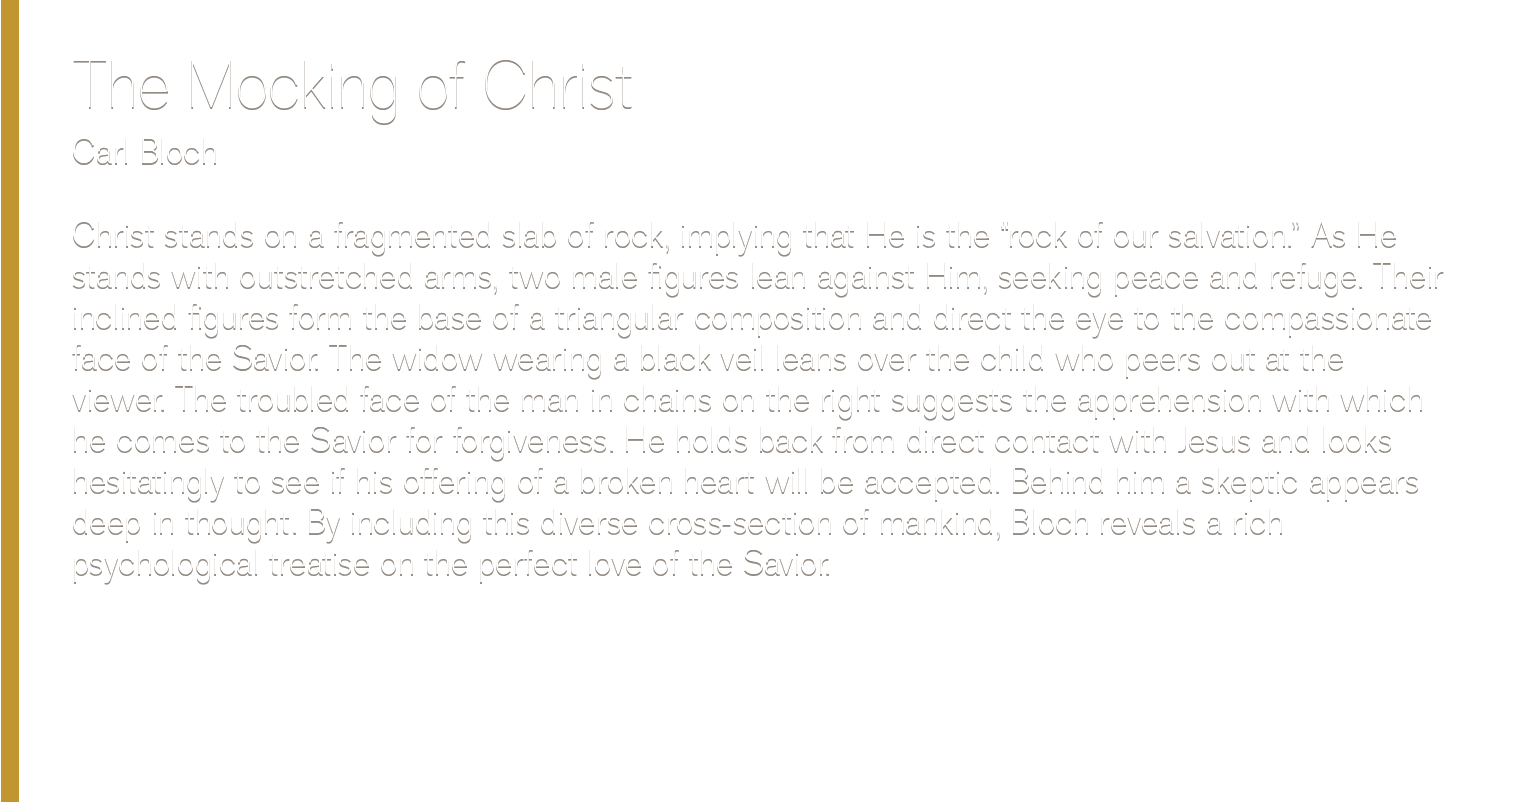 The Mocking of Christ
Carl Bloch
Christ stands on a fragmented slab of rock, implying that He is the “rock of our salvation.” As He
stands with outstretched arms, two male figures lean against Him, seeking peace and refuge. Their
inclined figures form the base of a triangular composition and direct the eye to the compassionate
face of the Savior. The widow wearing a black veil leans over the child who peers out at the
viewer. The troubled face of the man in chains on the right suggests the apprehension with which
he comes to the Savior for forgiveness. He holds back from direct contact with Jesus and looks
hesitatingly to see if his offering of a broken heart will be accepted. Behind him a skeptic appears
deep in thought. By including this diverse cross-section of mankind, Bloch reveals a rich
psychological treatise on the perfect love of the Savior.